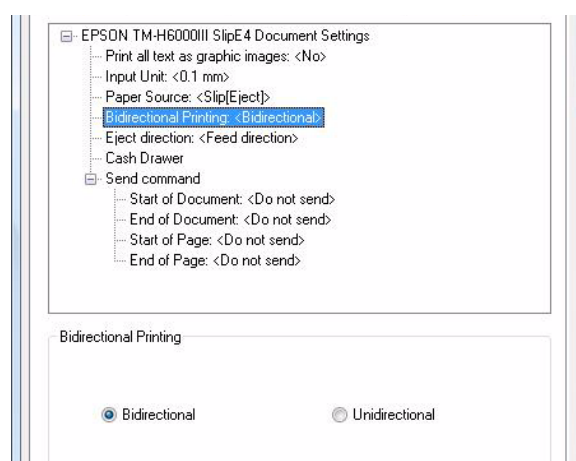 EPSON TM-H6000III SlipE4 Document Settings
Print all text as graphic images: <No>
Input Unit: <0.1 mm>
Paper Source: <Slip[Eject]>
Bidirectional Printing: <Bidirectional>
Eject direction: <Feed direction>
Cash Drawer
Send command
Start of Document: <Do not send>
End of Document: <Do not send>
Start of Page: <Do not send>
End of Page: <Do not send>
Bidirectional Printing
Bidirectional Unidirectional